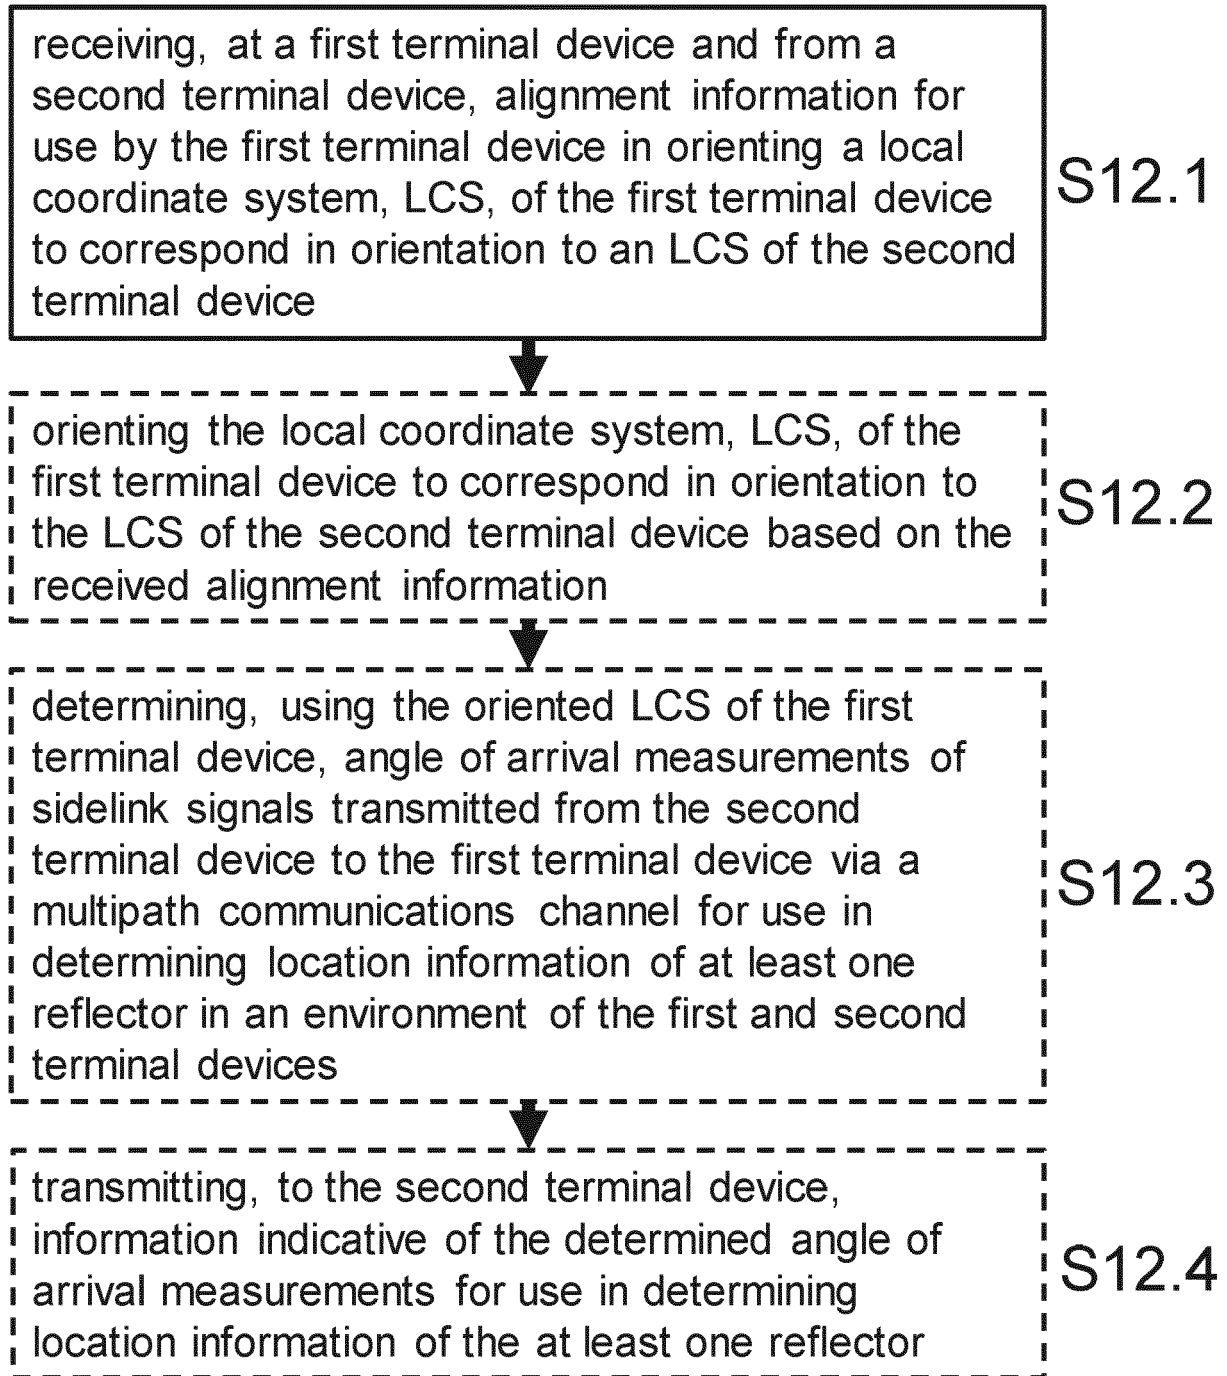 receiving, at a first terminal device and from a
second terminal device, alignment information for
use by the first terminal device in orienting a local
coordinate system, LCS, of the first terminal device
to correspond in orientation to an LCS of the second
terminal device
S12.1
orienting the local coordinate system, LCS, of the
first terminal device to correspond in orientation to
the LCS of the second terminal device based on the
received alignment information
S12.2
determining, using the oriented LCS of the first
terminal device, angle of arrival measurements of
sidelink signals transmitted from the second
terminal device to the first terminal device via a
multipath communications channel for use in
determining location information of at least one
reflector in an environment of the first and second
terminal devices
S12.3
transmitting, to the second terminal device,
information indicative of the determined angle of
arrival measurements for use in determining
location information of the at least one reflector
S12.4